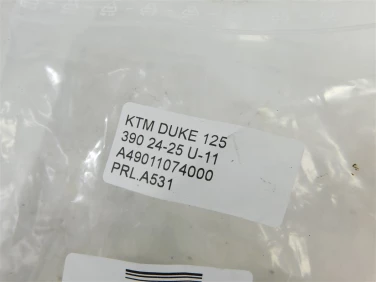 KTM DUKE 125
390 24-25 U-11
A49011074000
PRL.A531